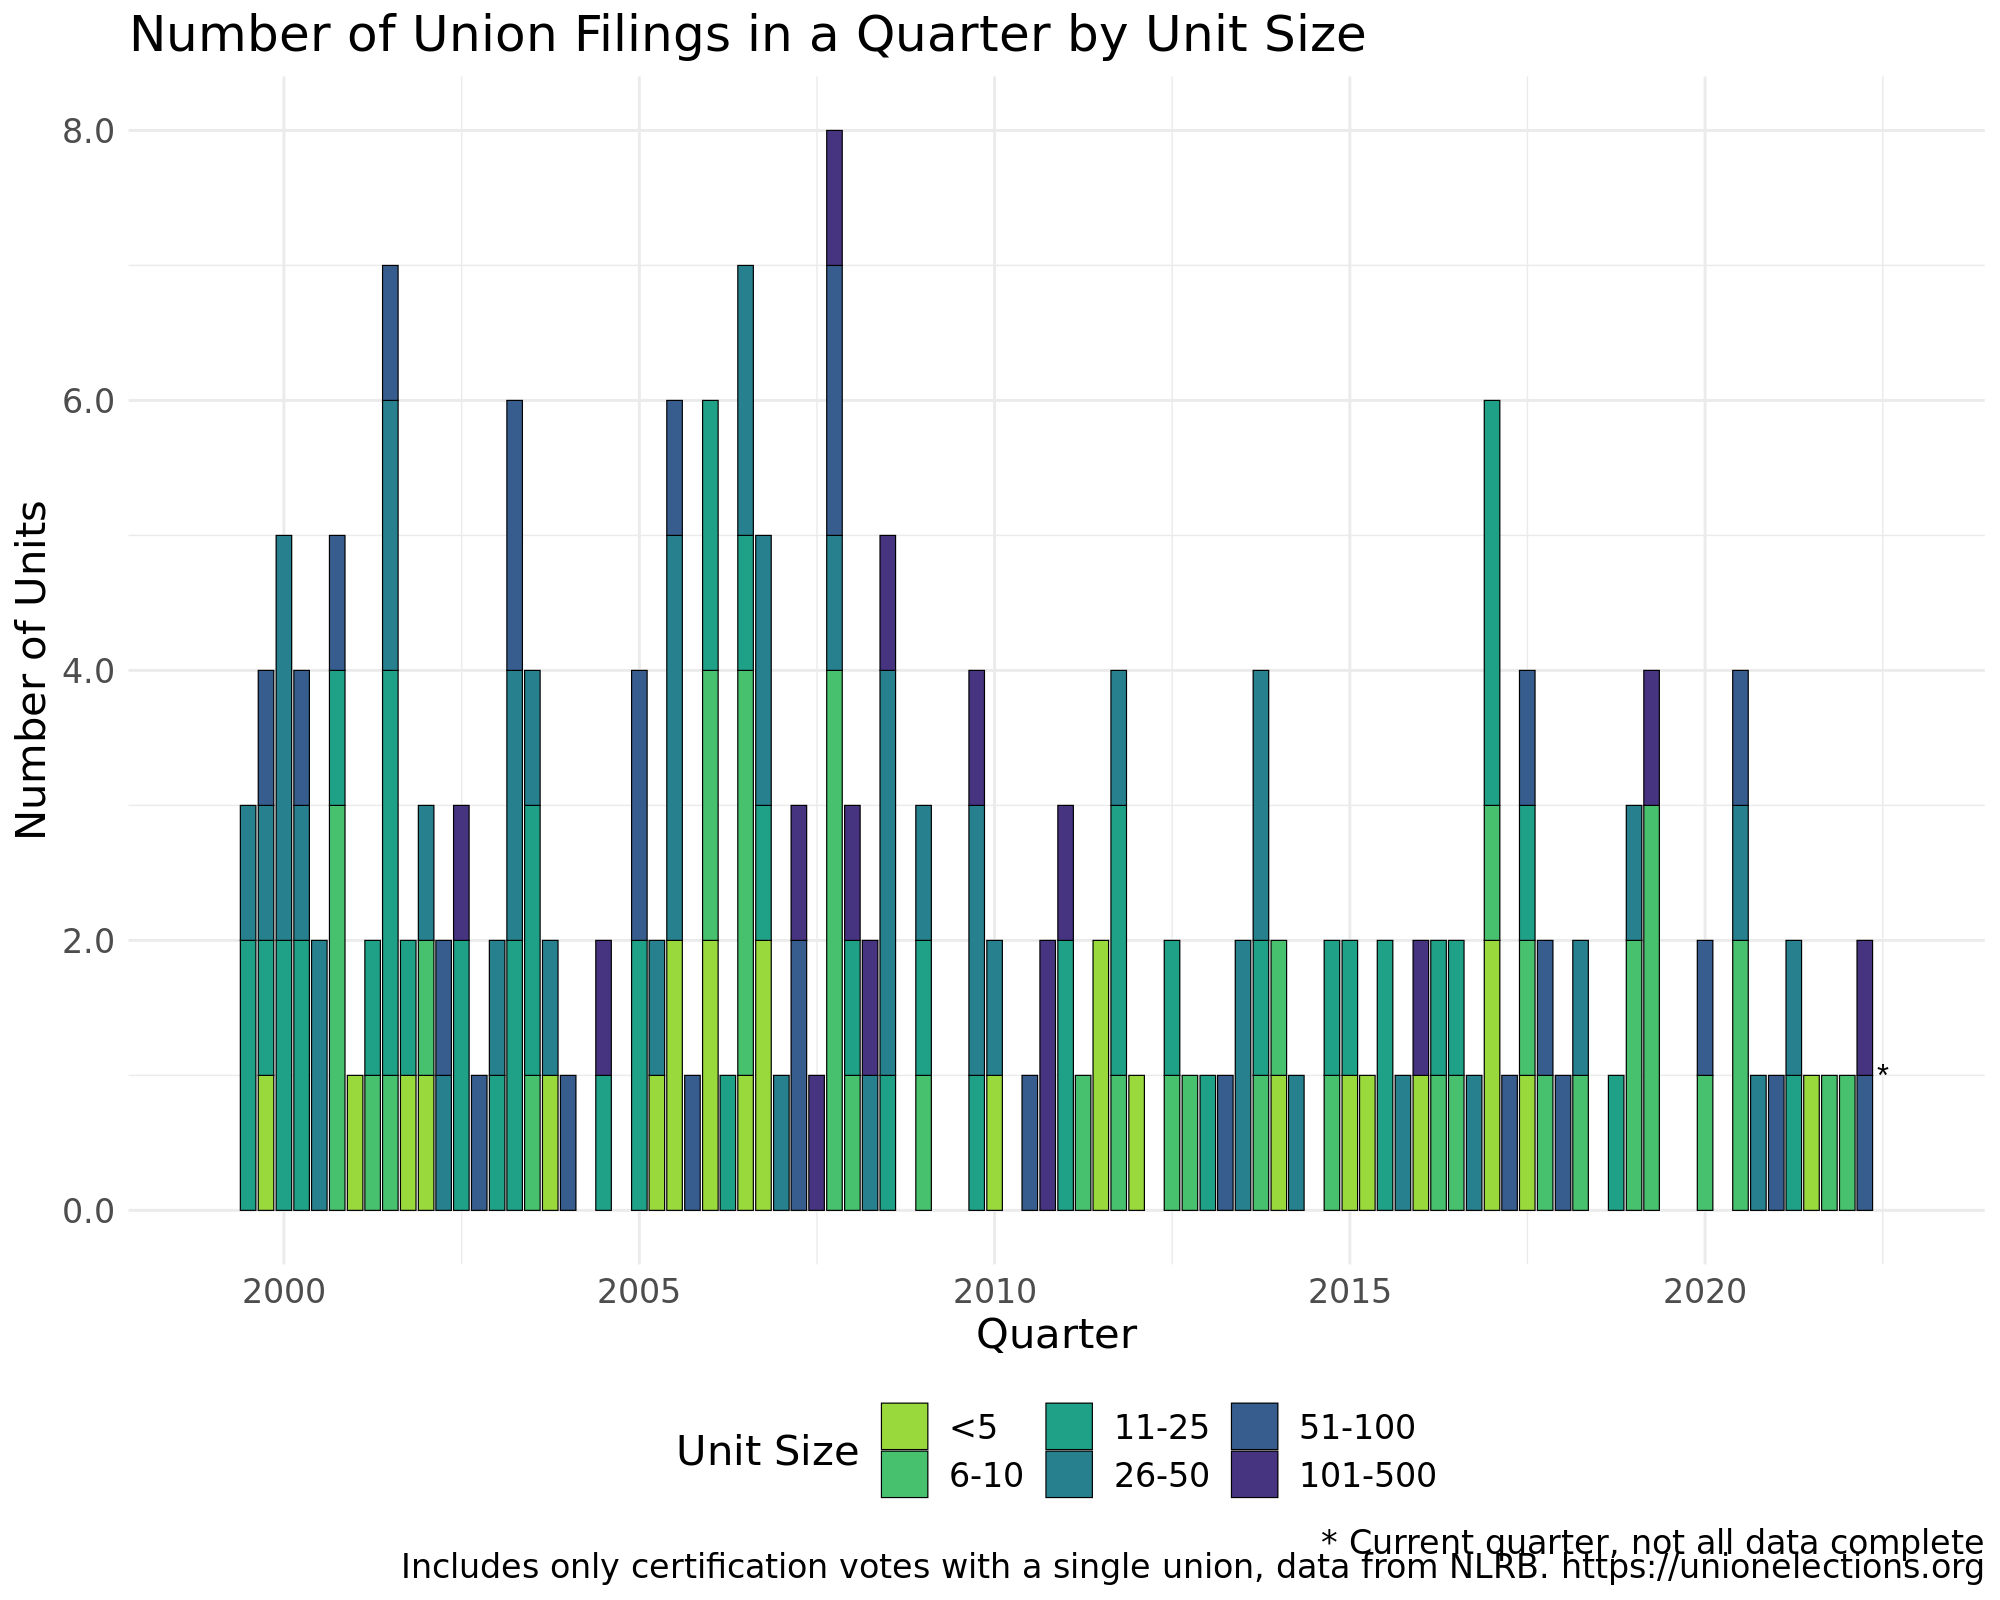 Number of Union Filings in a Quarter by Unit Size
Number of Units
8.0
6.0
4.0
2.0
0.0
*
2000 2005 2010 2015 2020
Quarter
Unit Size
<5 11-25 51-100
6-10 26-50 101-500
* Current quarter, not all data complete
Includes only certification votes with a single union, data from NLRB. https://unionelections.org